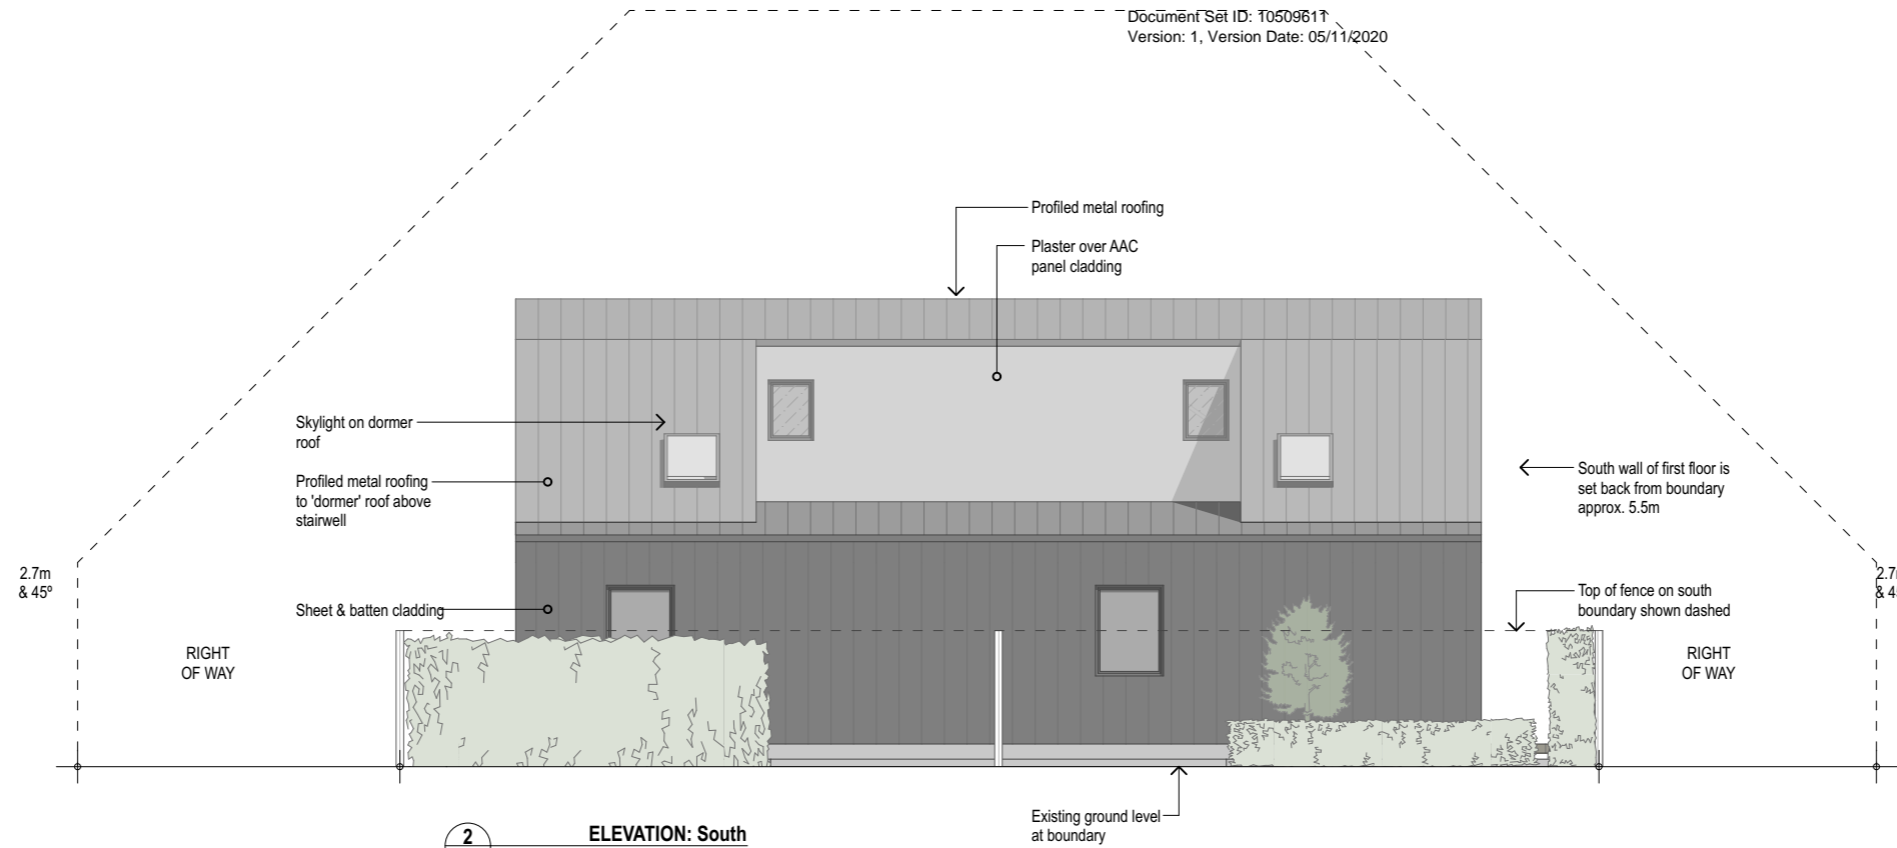 Document Set ID: 10509611
Version: 1, Version Date: 05/11/2020
Profiled metal roofing
Plaster over AAC
panel cladding
Skylight on dormer
roof
Profiled metal roofing
to 'dormer' roof above
stairwell
South wall of first floor is
set back from boundary
approx. 5.5m
2.7m
& 45º
2.7
& 4
Sheet & batten cladding
Top of fence on south
boundary shown dashed
RIGHT
OF WAY
RIGHT
OF WAY
Existing ground level
at boundary
2
ELEVATION: South